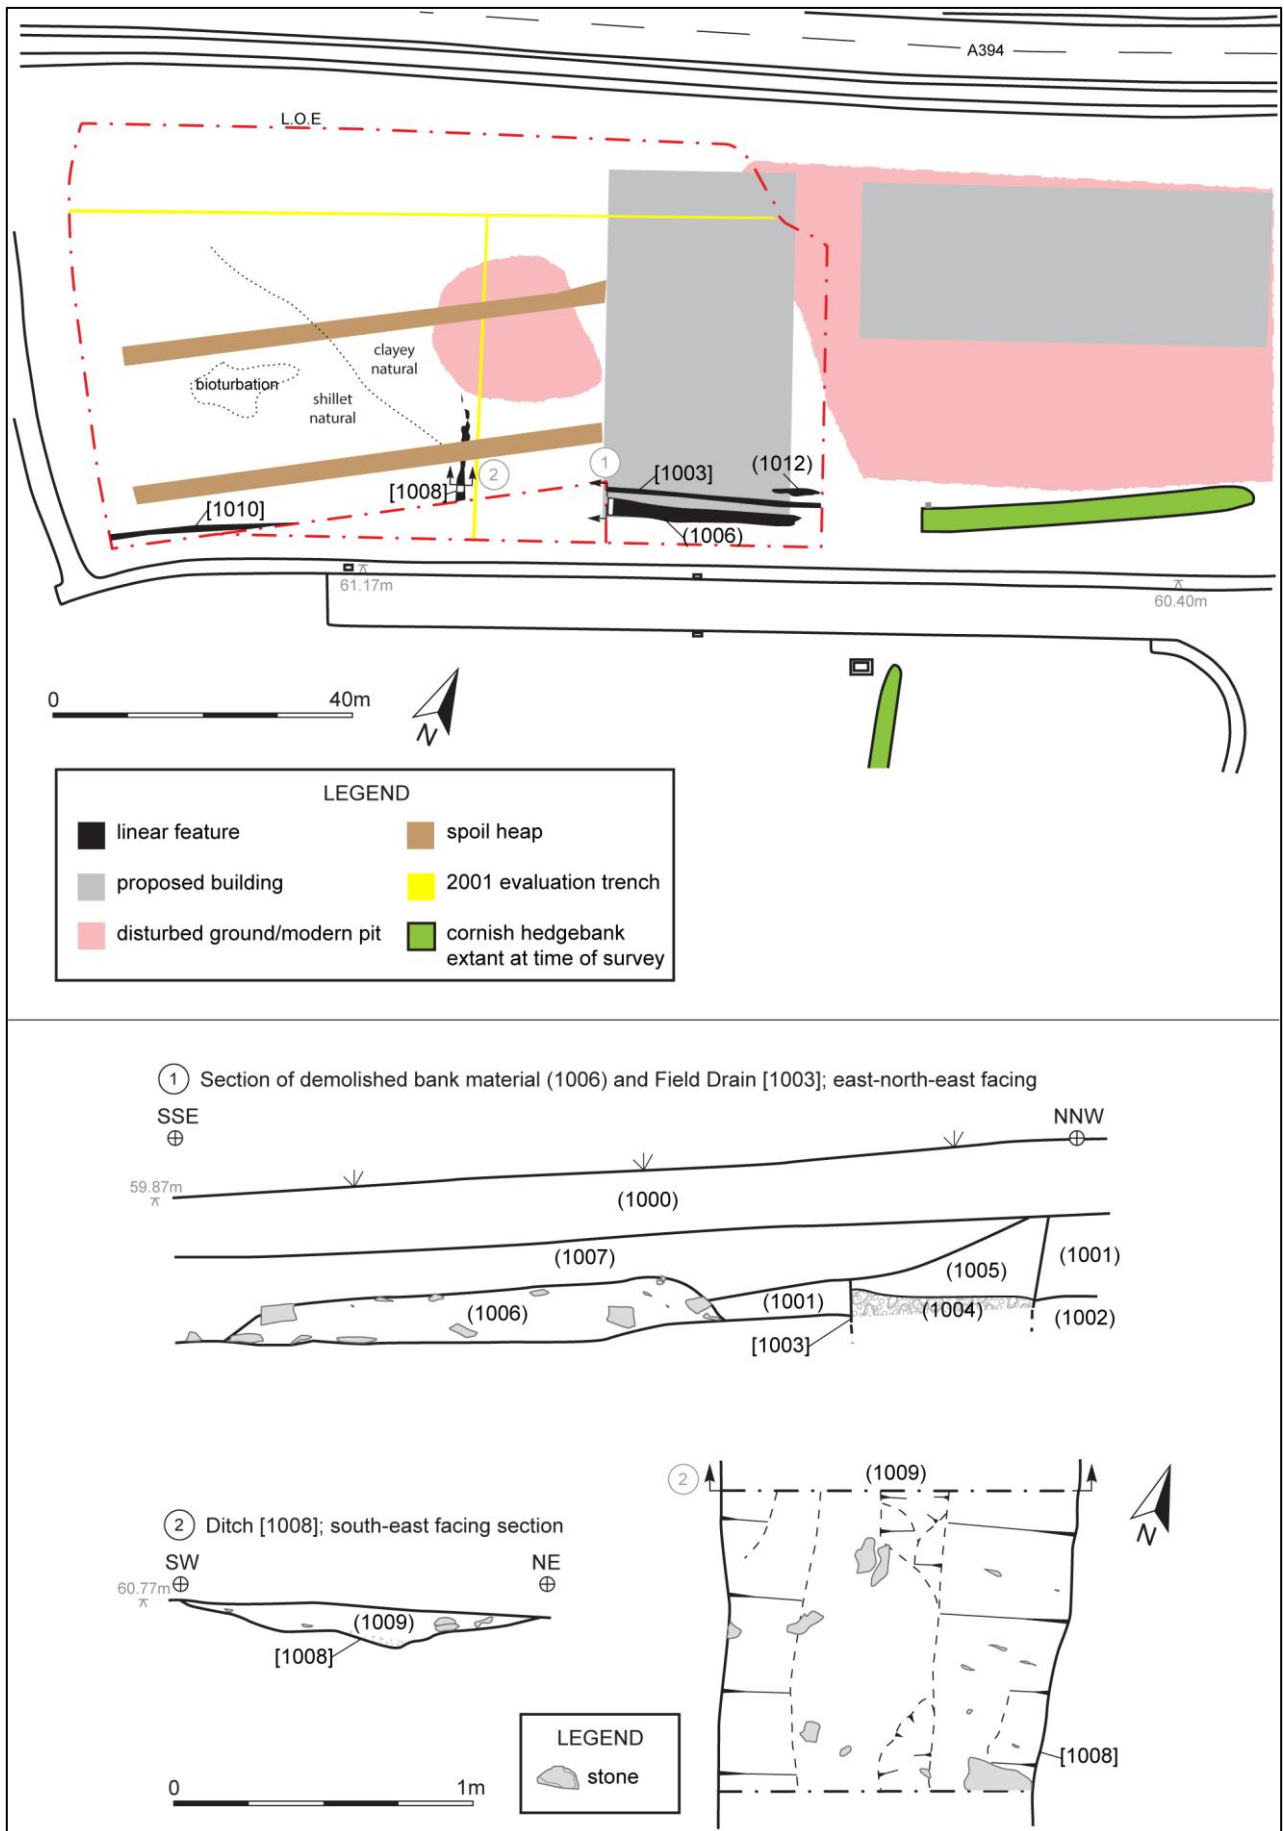 A394
L.O.E
clayey
natural
bioturbation
shillet
natural
1
2
[1003]
(1012)
[1008]
[1010]
(1006)
61.17m
60.40m
0 40m
N
LEGEND
linear feature
spoil heap
proposed building
2001 evaluation trench
disturbed ground/modern pit
cornish hedgebank
extant at time of survey
1 Section of demolished bank material (1006) and Field Drain [1003]; east-north-east facing
SSE
NNW
59.87m
(1000)
(1007)
(1001)
(1005)
(1006)
(1001)
(1004)
(1002)
[1003]
2 Ditch [1008]; south-east facing section
SW
NE
60.77m
(1009)
[1008]
2
(1009)
N
[1008]
LEGEND
stone
0 1m